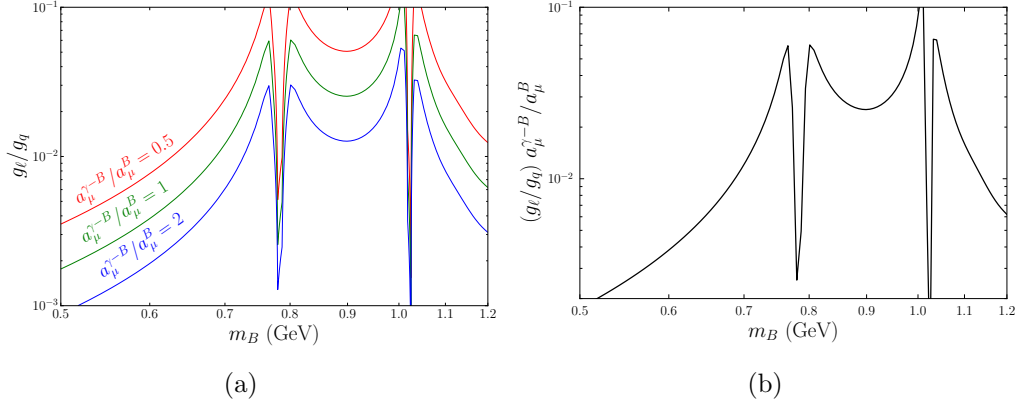 10⁻¹
10⁻²
10⁻³
g_ℓ/g_q
a_μ^{γ−B}/a_μ^B = 0.5
a_μ^{γ−B}/a_μ^B = 1
a_μ^{γ−B}/a_μ^B = 2
0.5 0.6 0.7 0.8 0.9 1.0 1.1 1.2
m_B (GeV)
(a)
10⁻¹
10⁻²
(g_ℓ/g_q) a_μ^{γ−B}/a_μ^B
0.5 0.6 0.7 0.8 0.9 1.0 1.1 1.2
m_B (GeV)
(b)